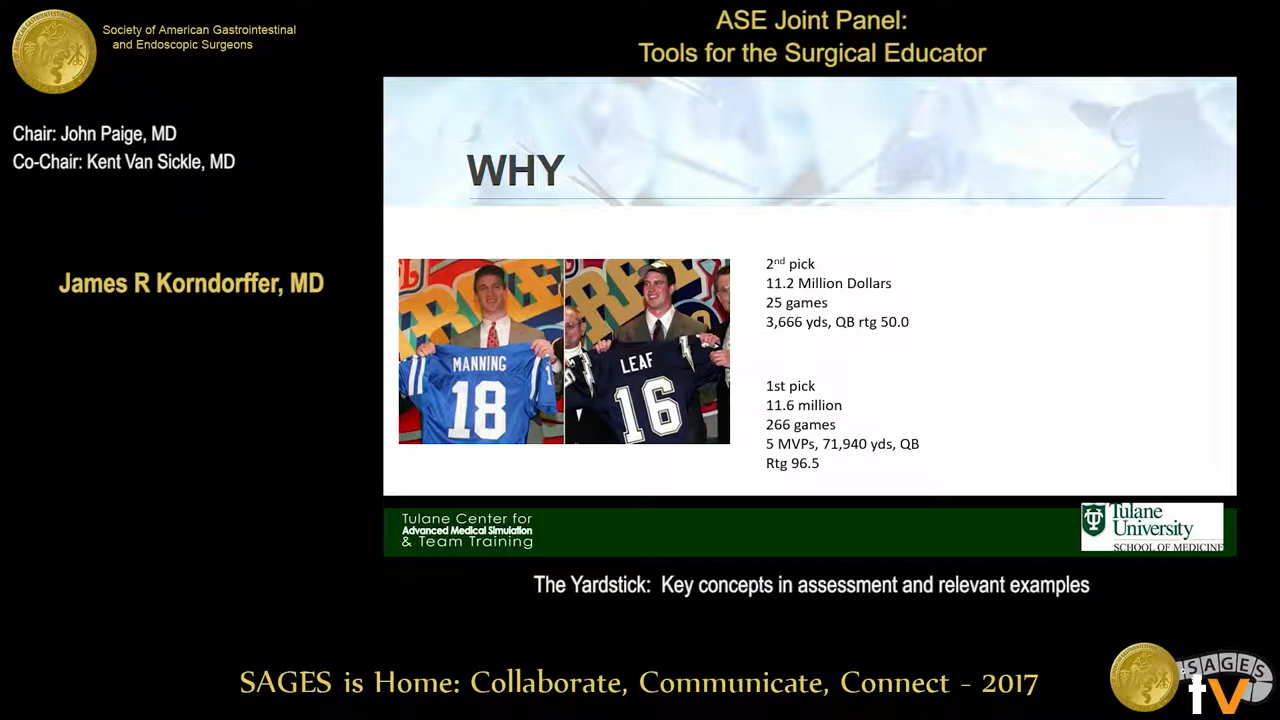 Society of American Gastrointestinal
and Endoscopic Surgeons
ASE Joint Panel:
Tools for the Surgical Educator
Chair: John Paige, MD
Co-Chair: Kent Van Sickle, MD
James R Korndorffer, MD
WHY
MANNING
18
LEAF
16
2nd pick
11.2 Million Dollars
25 games
3,666 yds, QB rtg 50.0
1st pick
11.6 million
266 games
5 MVPs, 71,940 yds, QB
Rtg 96.5
Tulane Center for
Advanced Medical Simulation
& Team Training
Tulane
University
SCHOOL OF MEDICINE
The Yardstick: Key concepts in assessment and relevant examples
SAGES is Home: Collaborate, Communicate, Connect - 2017
SAGES
tv